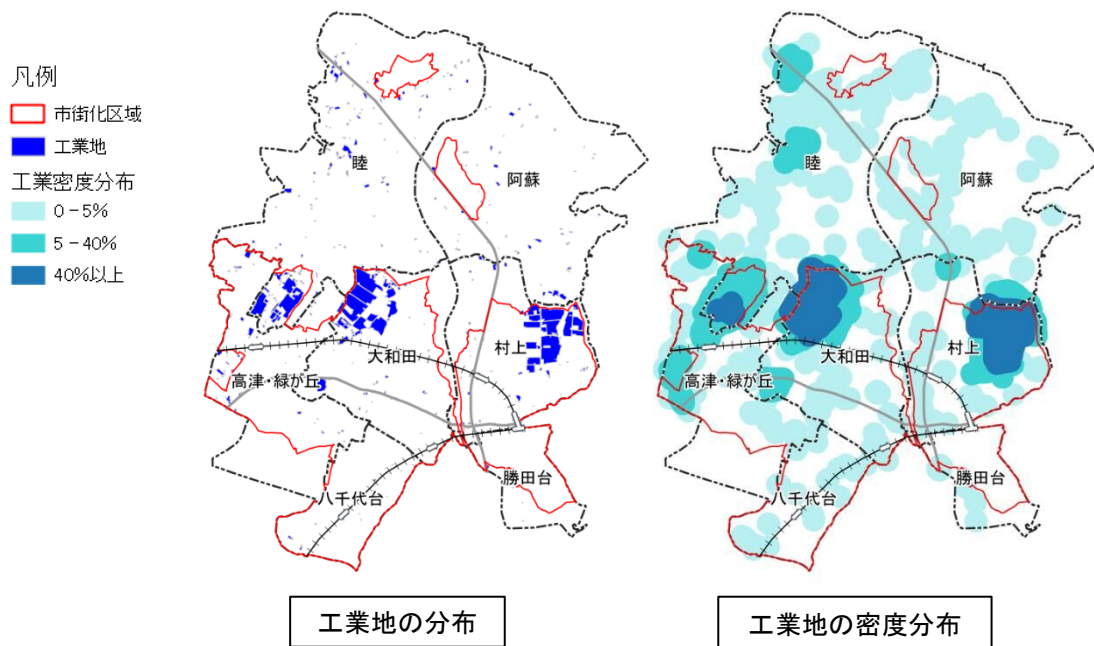 凡例
市街化区域
工業地
工業密度分布
0-5%
5-40%
40%以上
睦
阿蘇
大和田
村上
高津・緑が丘
勝田台
八千代台
工業地の分布
睦
阿蘇
大和田
村上
高津・緑が丘
勝田台
八千代台
工業地の密度分布